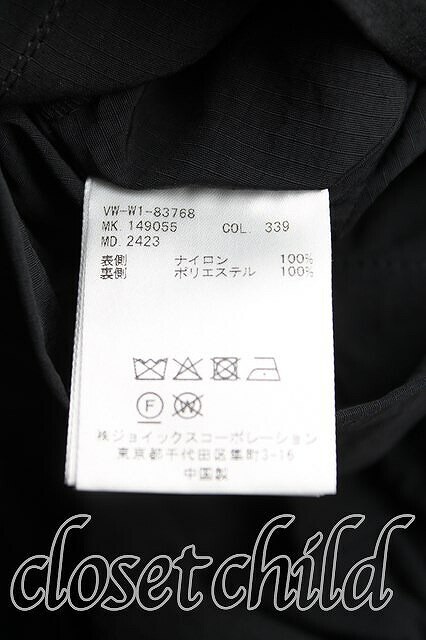 VW-W1-83768
MK. 149055 COL. 339
MD. 2423
表側 ナイロン 100%
裏側 ポリエステル 100%
F W
㈱ジョイックスコーポレーション
東京都千代田区隼町3-16
中国製
closet child